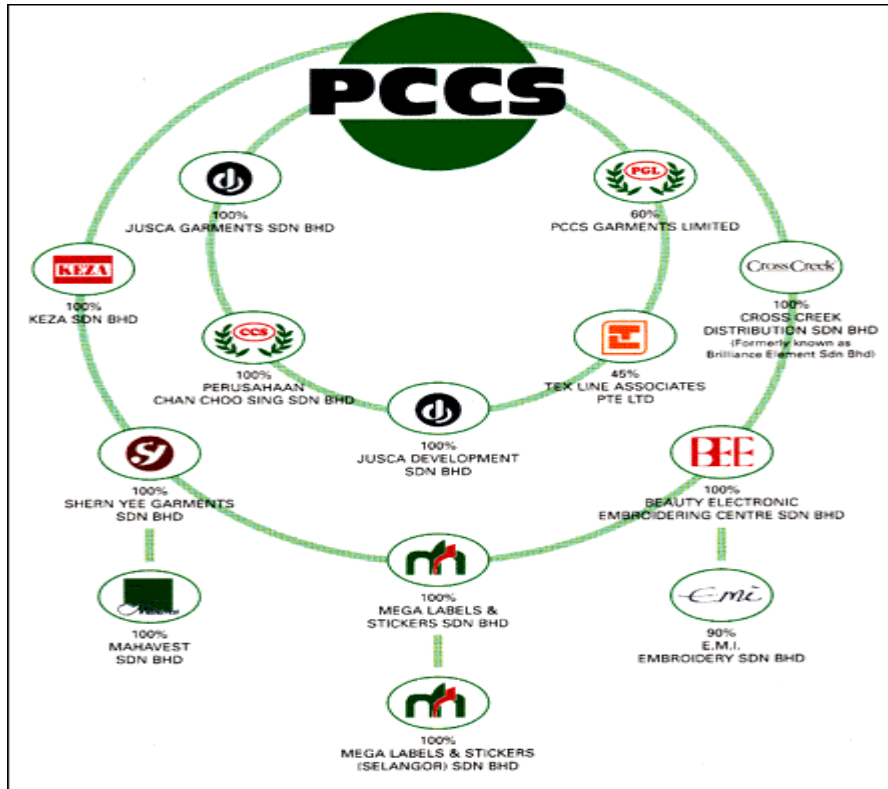 PCCS
100%
JUSCA GARMENTS SDN BHD
PGL
60%
PCCS GARMENTS LIMITED
KEZA
100%
KEZA SDN BHD
CrossCreek
100%
CROSS CREEK
DISTRIBUTION SDN BHD
(Formerly known as
Brilliance Element Sdn Bhd)
CCS
100%
PERUSAHAAN
CHAN CHOO SING SDN BHD
45%
TEX LINE ASSOCIATES
PTE LTD
100%
JUSCA DEVELOPMENT
SDN BHD
SY
100%
SHERN YEE GARMENTS
SDN BHD
BEE
100%
BEAUTY ELECTRONIC
EMBROIDERING CENTRE SDN BHD
100%
MEGA LABELS &
STICKERS SDN BHD
100%
MAHAVEST
SDN BHD
Emi
90%
E.M.I.
EMBROIDERY SDN BHD
100%
MEGA LABELS & STICKERS
(SELANGOR) SDN BHD